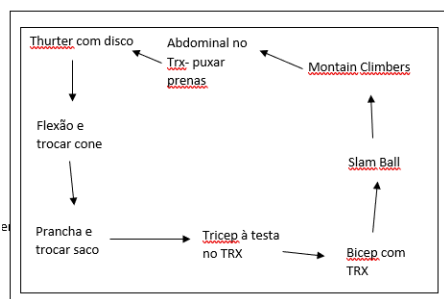 Thurter com disco
Abdominal no
Trx- puxar
prenas
Montain Climbers
Flexão e
trocar cone
Slam Ball
Prancha e
trocar saco
Tricep à testa
no TRX
Bicep com
TRX